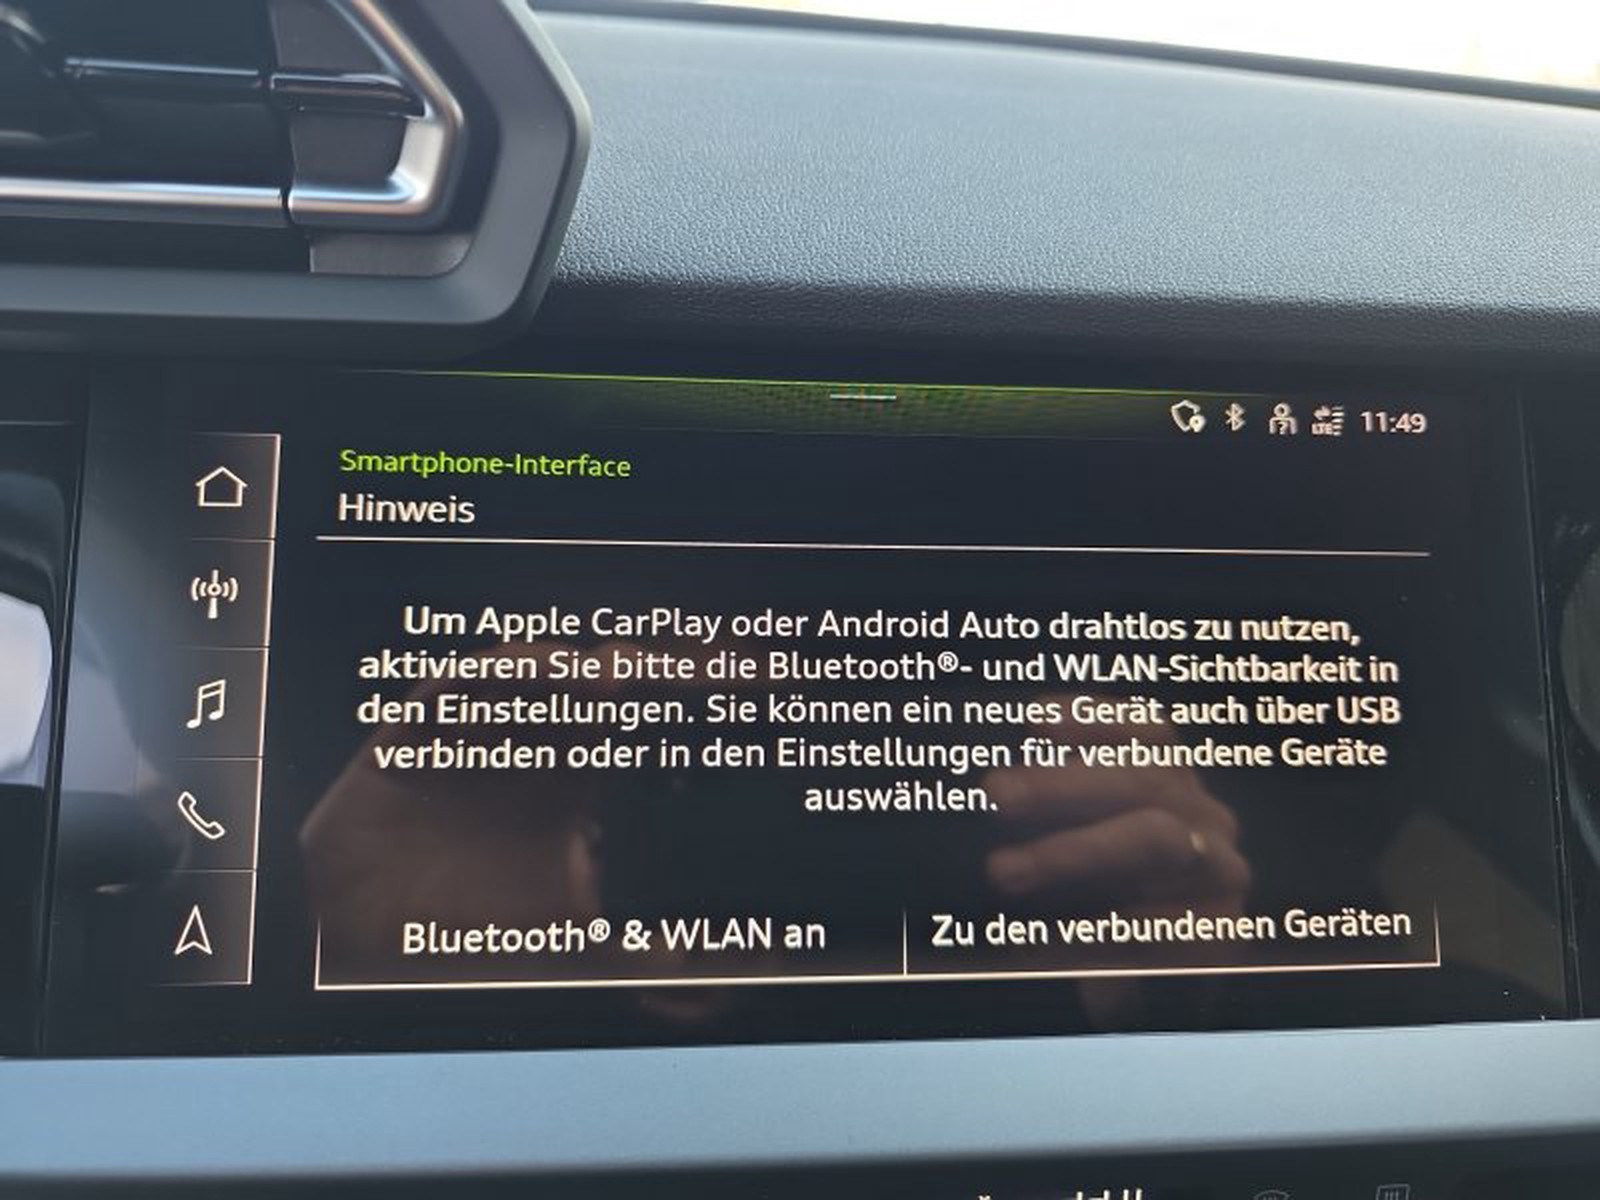 LTE 11:49
Smartphone-Interface
Hinweis
Um Apple CarPlay oder Android Auto drahtlos zu nutzen,
aktivieren Sie bitte die Bluetooth®- und WLAN-Sichtbarkeit in
den Einstellungen. Sie können ein neues Gerät auch über USB
verbinden oder in den Einstellungen für verbundene Geräte
auswählen.
Bluetooth® & WLAN an
Zu den verbundenen Geräten